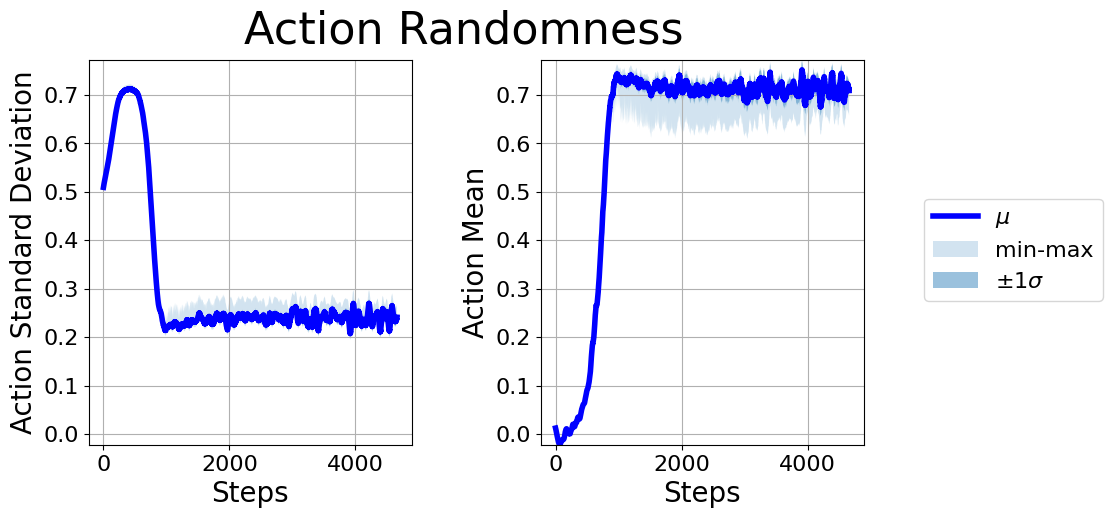 Action Randomness
Action Standard Deviation
0.7
0.6
0.5
0.4
0.3
0.2
0.1
0.0
0
2000
4000
Steps
Action Mean
0.7
0.6
0.5
0.4
0.3
0.2
0.1
0.0
0
2000
4000
Steps
μ
min-max
±1σ